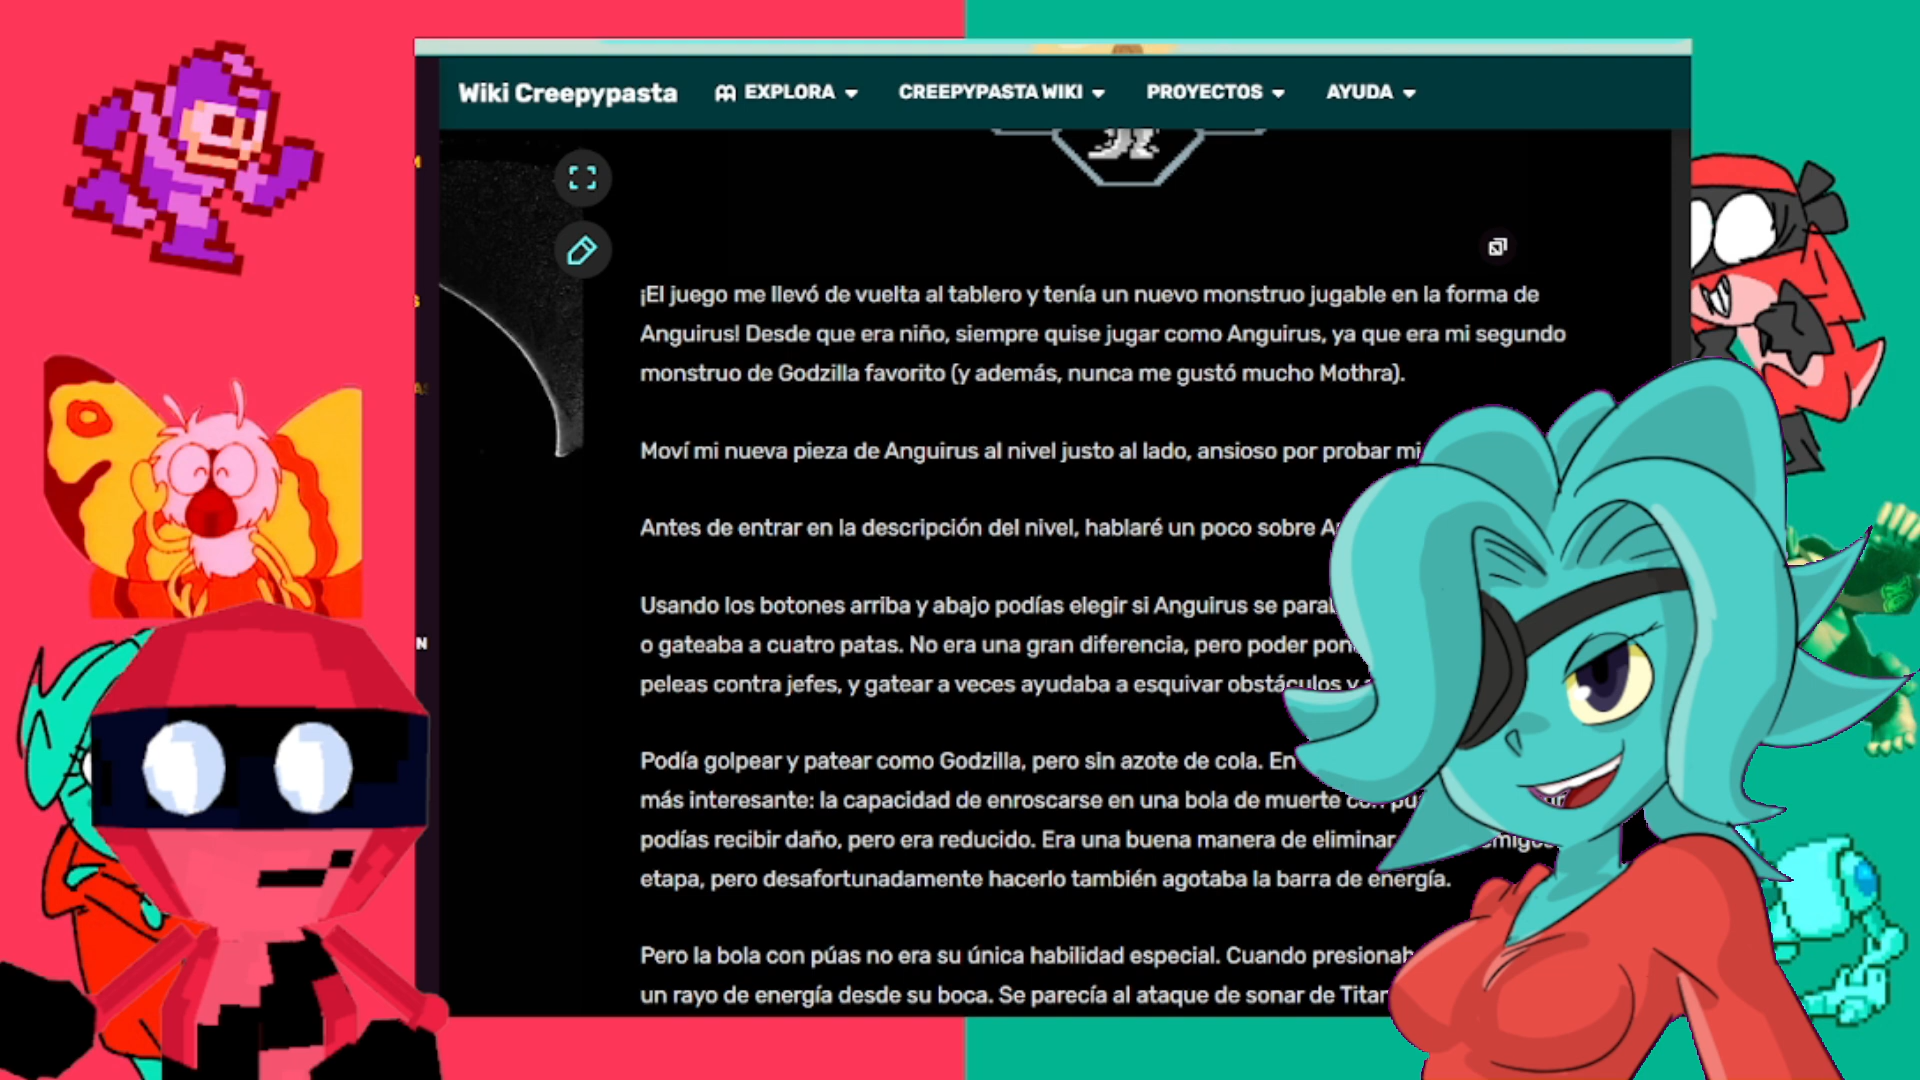 Wiki Creepypasta EXPLORA CREEPYPASTA WIKI PROYECTOS AYUDA
¡El juego me llevó de vuelta al tablero y tenía un nuevo monstruo jugable en la forma de
Anguirus! Desde que era niño, siempre quise jugar como Anguirus, ya que era mi segundo
monstruo de Godzilla favorito (y además, nunca me gustó mucho Mothra).
Moví mi nueva pieza de Anguirus al nivel justo al lado, ansioso por probar mi
Antes de entrar en la descripción del nivel, hablaré un poco sobre
Usando los botones arriba y abajo podías elegir si Anguirus se
o gateaba a cuatro patas. No era una gran diferencia, pero poder
peleas contra jefes, y gatear a veces ayudaba a esquivar obstáculos y
Podía golpear y patear como Godzilla, pero sin azote de cola. En
más interesante: la capacidad de enroscarse en una bola de muerte con
podías recibir daño, pero era reducido. Era una buena manera de eliminar
etapa, pero desafortunadamente hacerlo también agotaba la barra de energía.
Pero la bola con púas no era su única habilidad especial. Cuando
un rayo de energía desde su boca. Se parecía al ataque de sonar de
N